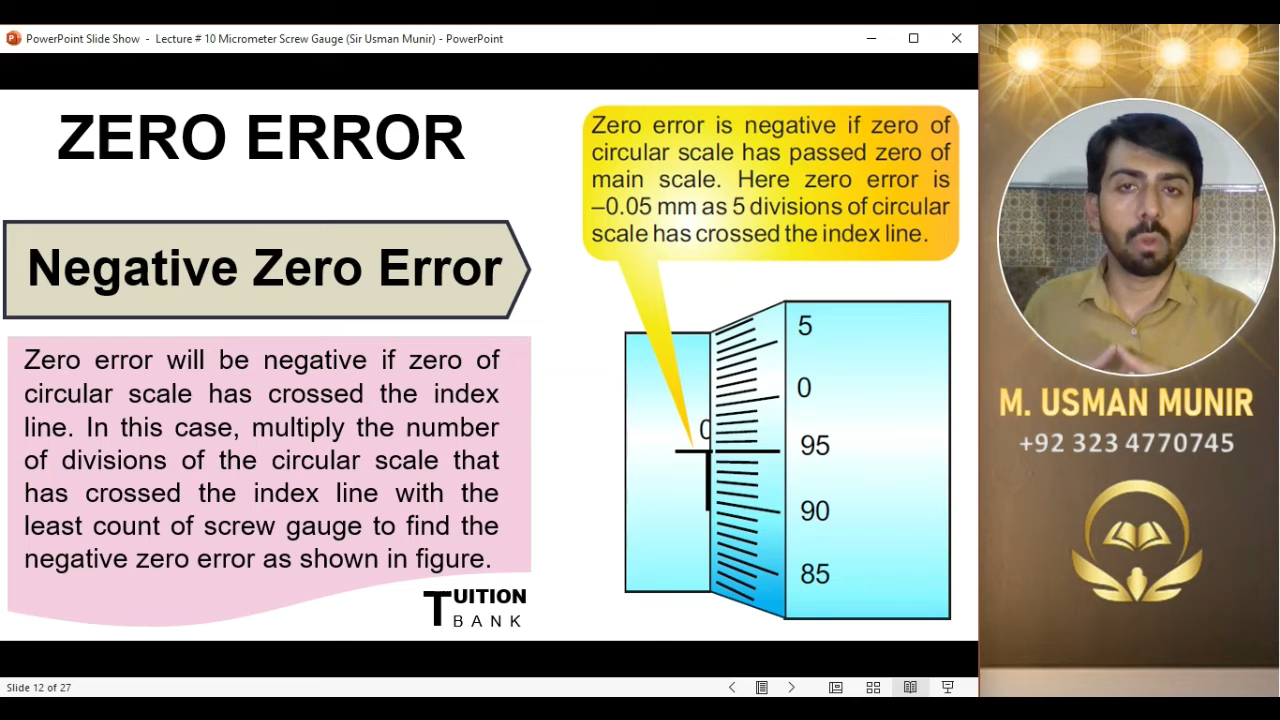 PowerPoint Slide Show - Lecture # 10 Micrometer Screw Gauge (Sir Usman Munir) - PowerPoint
ZERO ERROR
Negative Zero Error
Zero error will be negative if zero of
circular scale has crossed the index
line. In this case, multiply the number
of divisions of the circular scale that
has crossed the index line with the
least count of screw gauge to find the
negative zero error as shown in figure.
TUITION
BANK
Zero error is negative if zero of
circular scale has passed zero of
main scale. Here zero error is
–0.05 mm as 5 divisions of circular
scale has crossed the index line.
5
0
0
95
90
85
M. USMAN MUNIR
+92 323 4770745
Slide 12 of 27